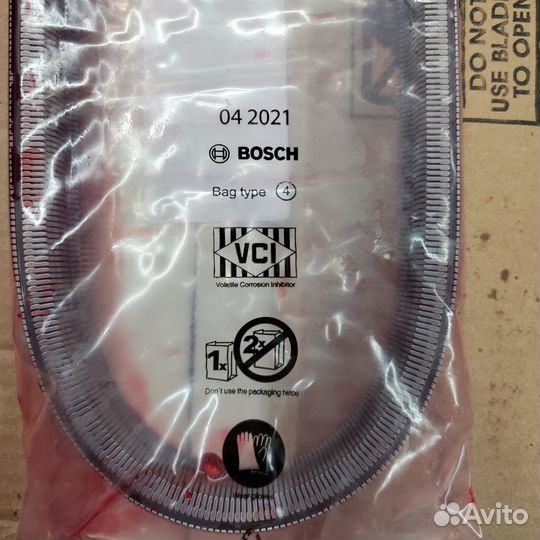 DO NOT
USE BLAD
TO OPEN
04 2021
BOSCH
Bag type 4
VCI
Volatile Corrosion Inhibitor
1x 2x
Don´t use the packaging twice
Avito